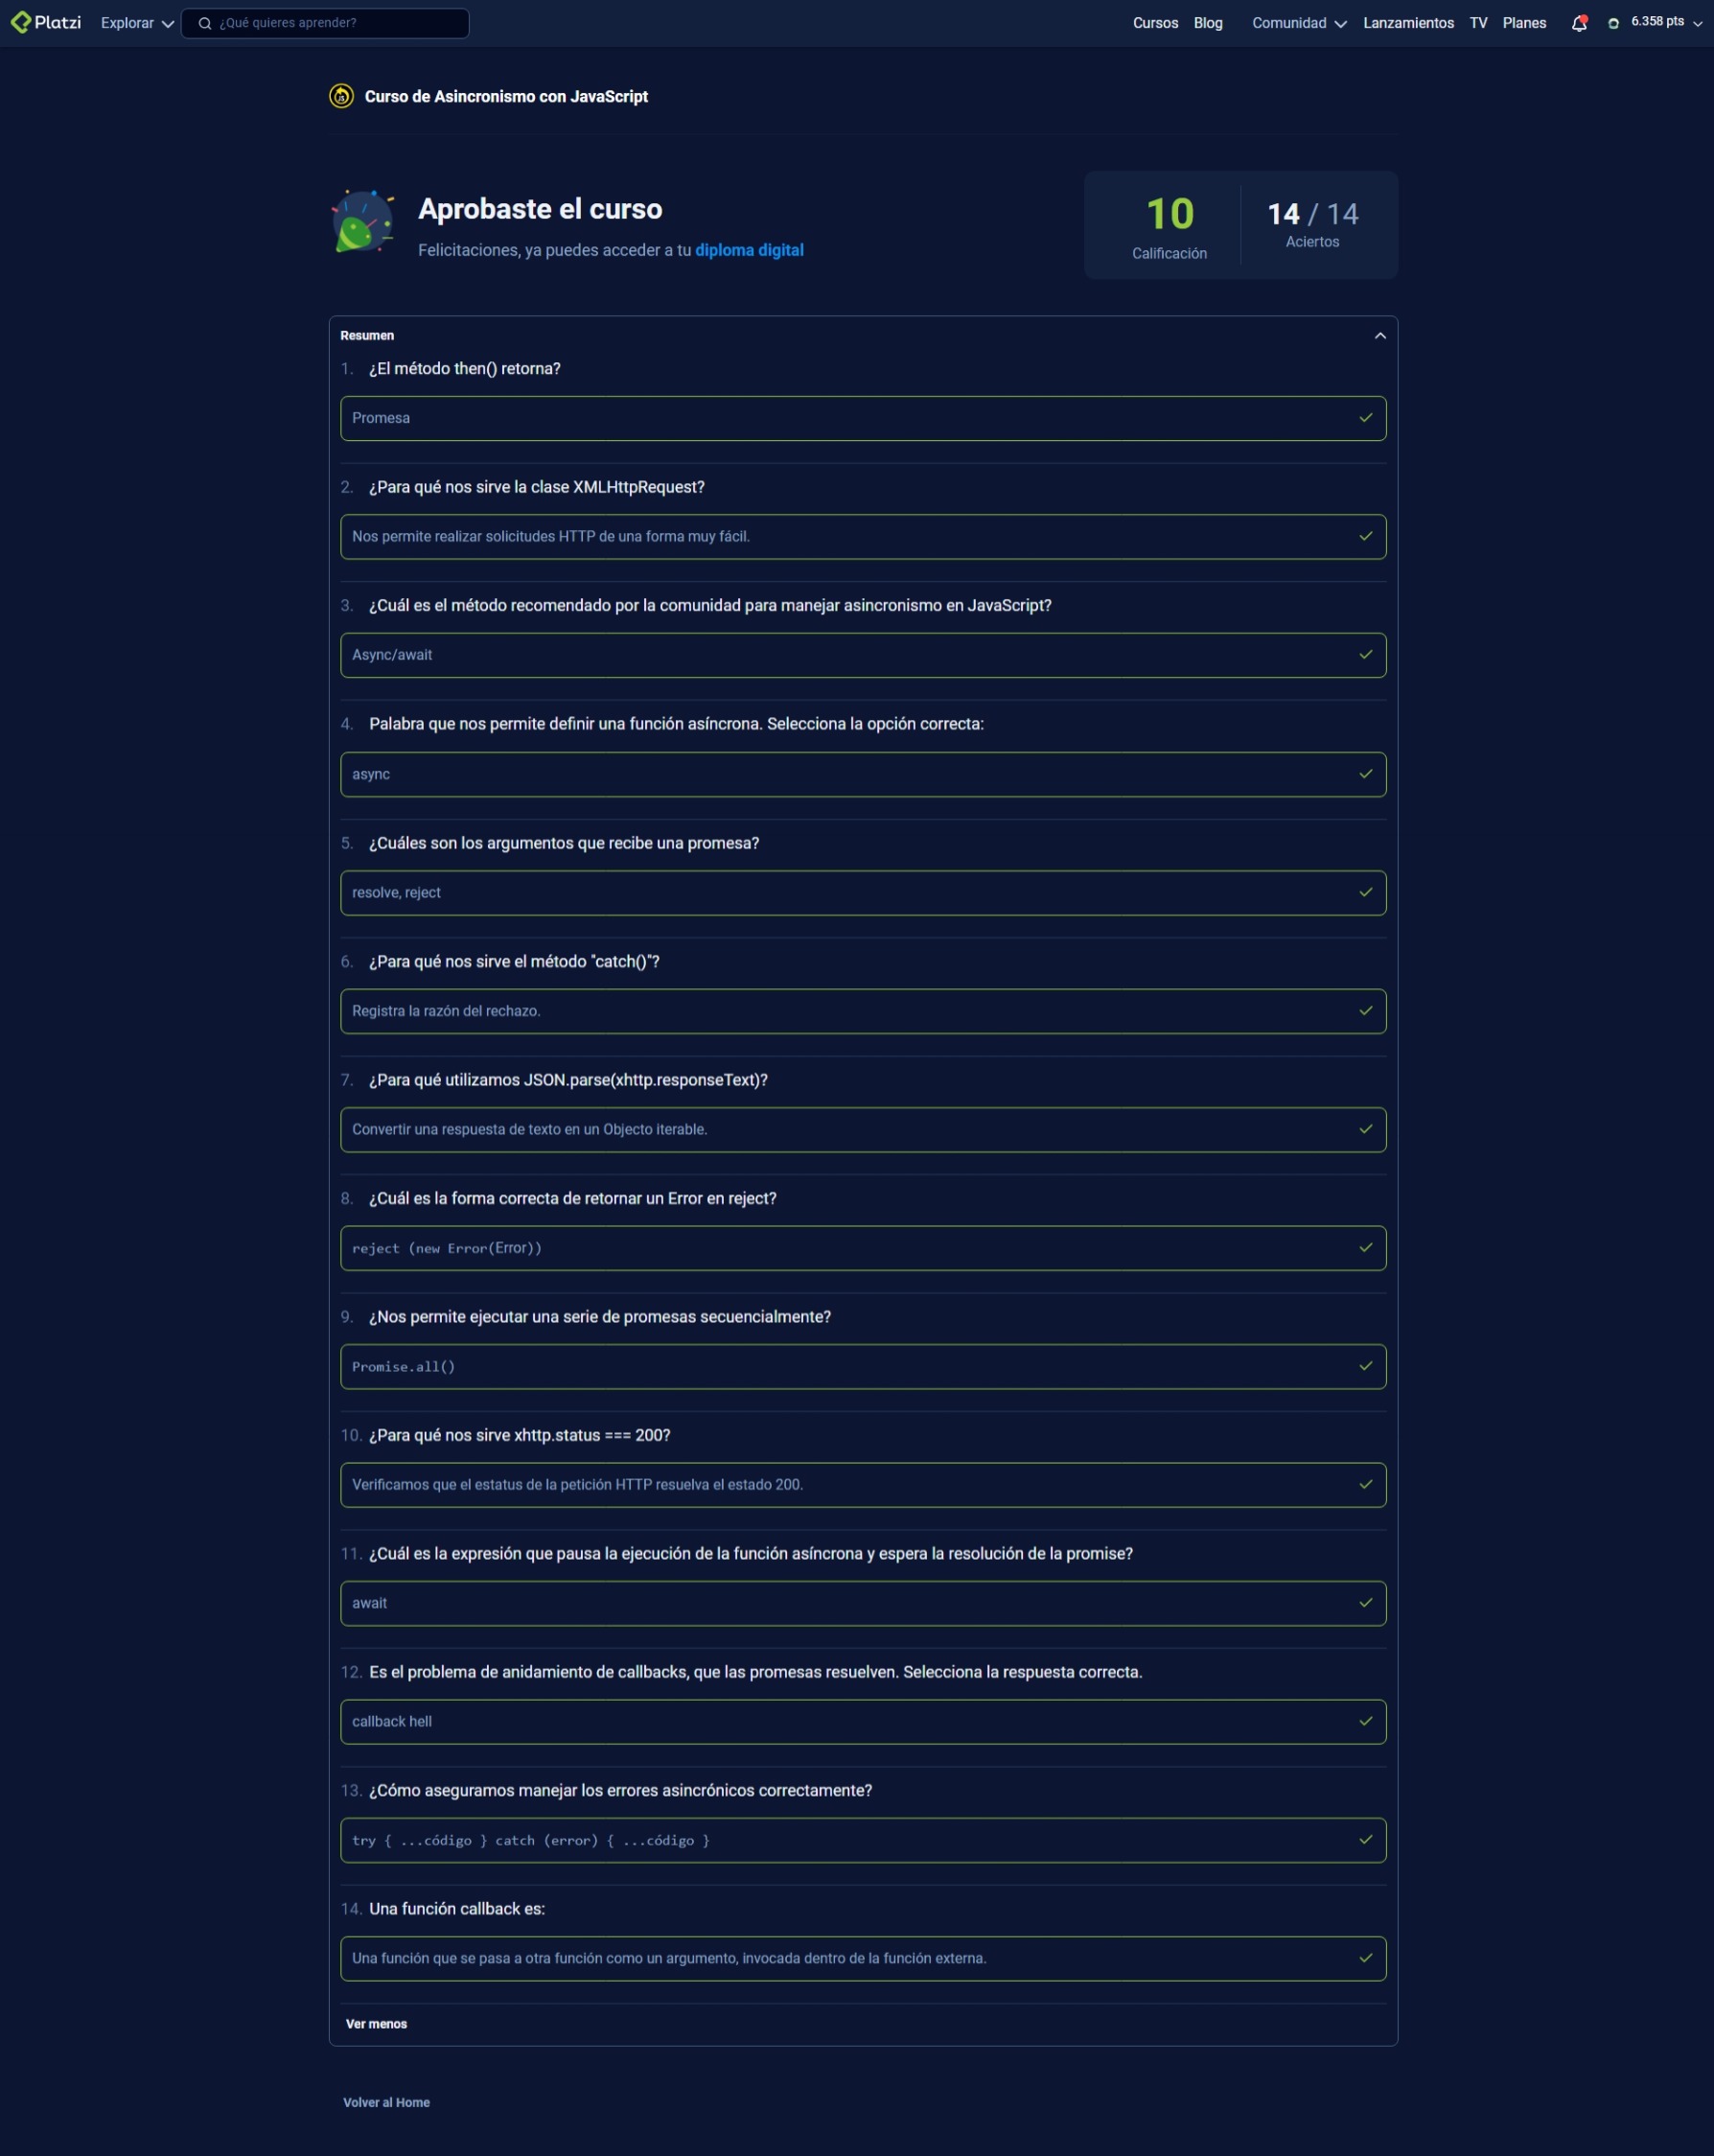 Platzi Explorar ¿Qué quieres aprender? Cursos Blog Comunidad Lanzamientos TV Planes 6.358 pts
Curso de Asincronismo con JavaScript
Aprobaste el curso
Felicitaciones, ya puedes acceder a tu diploma digital
10
Calificación
14 / 14
Aciertos
Resumen
1. ¿El método then() retorna?
Promesa
2. ¿Para qué nos sirve la clase XMLHttpRequest?
Nos permite realizar solicitudes HTTP de una forma muy fácil.
3. ¿Cuál es el método recomendado por la comunidad para manejar asincronismo en JavaScript?
Async/await
4. Palabra que nos permite definir una función asíncrona. Selecciona la opción correcta:
async
5. ¿Cuáles son los argumentos que recibe una promesa?
resolve, reject
6. ¿Para qué nos sirve el método "catch()"?
Registra la razón del rechazo.
7. ¿Para qué utilizamos JSON.parse(xhttp.responseText)?
Convertir una respuesta de texto en un Objecto iterable.
8. ¿Cuál es la forma correcta de retornar un Error en reject?
reject (new Error(Error))
9. ¿Nos permite ejecutar una serie de promesas secuencialmente?
Promise.all()
10. ¿Para qué nos sirve xhttp.status === 200?
Verificamos que el estatus de la petición HTTP resuelva el estado 200.
11. ¿Cuál es la expresión que pausa la ejecución de la función asíncrona y espera la resolución de la promise?
await
12. Es el problema de anidamiento de callbacks, que las promesas resuelven. Selecciona la respuesta correcta.
callback hell
13. ¿Cómo aseguramos manejar los errores asincrónicos correctamente?
try { ...código } catch (error) { ...código }
14. Una función callback es:
Una función que se pasa a otra función como un argumento, invocada dentro de la función externa.
Ver menos
Volver al Home